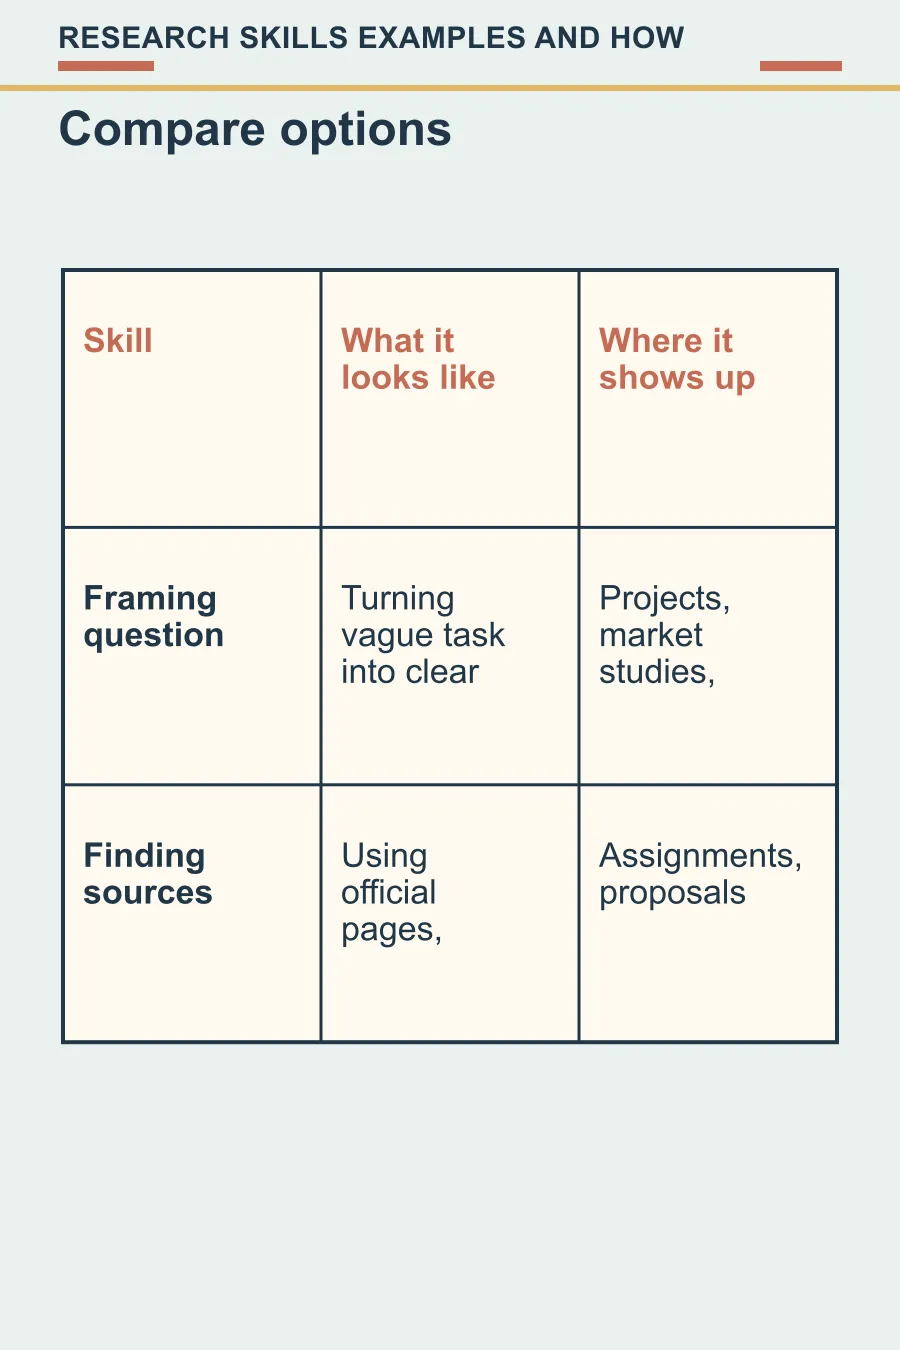 RESEARCH SKILLS EXAMPLES AND HOW
Compare options
Skill
What it
looks like
Where it
shows up
Framing
question
Turning
vague task
into clear
Projects,
market
studies,
Finding
sources
Using
official
pages,
Assignments,
proposals